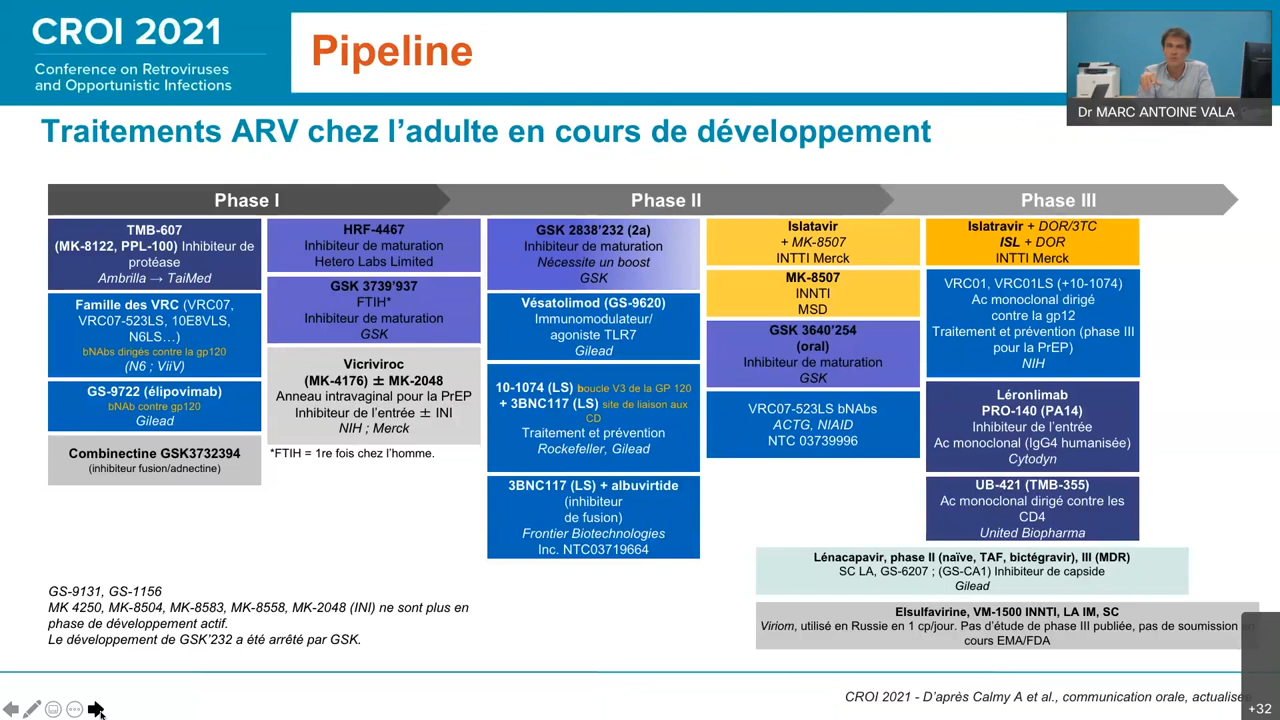 CROI 2021
Conference on Retroviruses
and Opportunistic Infections
Pipeline
Dr MARC ANTOINE VALA
Traitements ARV chez l’adulte en cours de développement
Phase I
Phase II
Phase III
TMB-607
(MK-8122, PPL-100) Inhibiteur de
protéase
Ambrilla → TaiMed
Famille des VRC (VRC07,
VRC07-523LS, 10E8VLS,
N6LS…)
bNAbs dirigés contre la gp120
(N6 ; ViiV)
GS-9722 (élipovimab)
bNAb contre gp120
Gilead
Combinectine GSK3732394
(inhibiteur fusion/adnectine)
HRF-4467
Inhibiteur de maturation
Hetero Labs Limited
GSK 3739’937
FTIH*
Inhibiteur de maturation
GSK
Vicriviroc
(MK-4176) ± MK-2048
Anneau intravaginal pour la PrEP
Inhibiteur de l’entrée ± INI
NIH ; Merck
*FTIH = 1re fois chez l’homme.
GSK 2838’232 (2a)
Inhibiteur de maturation
Nécessite un boost
GSK
Vésatolimod (GS-9620)
Immunomodulateur/
agoniste TLR7
Gilead
10-1074 (LS) boucle V3 de la GP 120
+ 3BNC117 (LS) site de liaison aux
CD
Traitement et prévention
Rockefeller, Gilead
3BNC117 (LS) + albuvirtide
(inhibiteur
de fusion)
Frontier Biotechnologies
Inc. NTC03719664
Islatavir
+ MK-8507
INTTI Merck
MK-8507
INNTI
MSD
GSK 3640’254
(oral)
Inhibiteur de maturation
GSK
VRC07-523LS bNAbs
ACTG, NIAID
NTC 03739996
Islatravir + DOR/3TC
ISL + DOR
INTTI Merck
VRC01, VRC01LS (+10-1074)
Ac monoclonal dirigé
contre la gp12
Traitement et prévention (phase III
pour la PrEP)
NIH
Léronlimab
PRO-140 (PA14)
Inhibiteur de l’entrée
Ac monoclonal (IgG4 humanisée)
Cytodyn
UB-421 (TMB-355)
Ac monoclonal dirigé contre les
CD4
United Biopharma
Lénacapavir, phase II (naïve, TAF, bictégravir), III (MDR)
SC LA, GS-6207 ; (GS-CA1) Inhibiteur de capside
Gilead
Elsulfavirine, VM-1500 INNTI, LA IM, SC
Viriom, utilisé en Russie en 1 cp/jour. Pas d’étude de phase III publiée, pas de soumission en
cours EMA/FDA
GS-9131, GS-1156
MK 4250, MK-8504, MK-8583, MK-8558, MK-2048 (INI) ne sont plus en
phase de développement actif.
Le développement de GSK’232 a été arrêté par GSK.
CROI 2021 - D’après Calmy A et al., communication orale, actualisée
+32